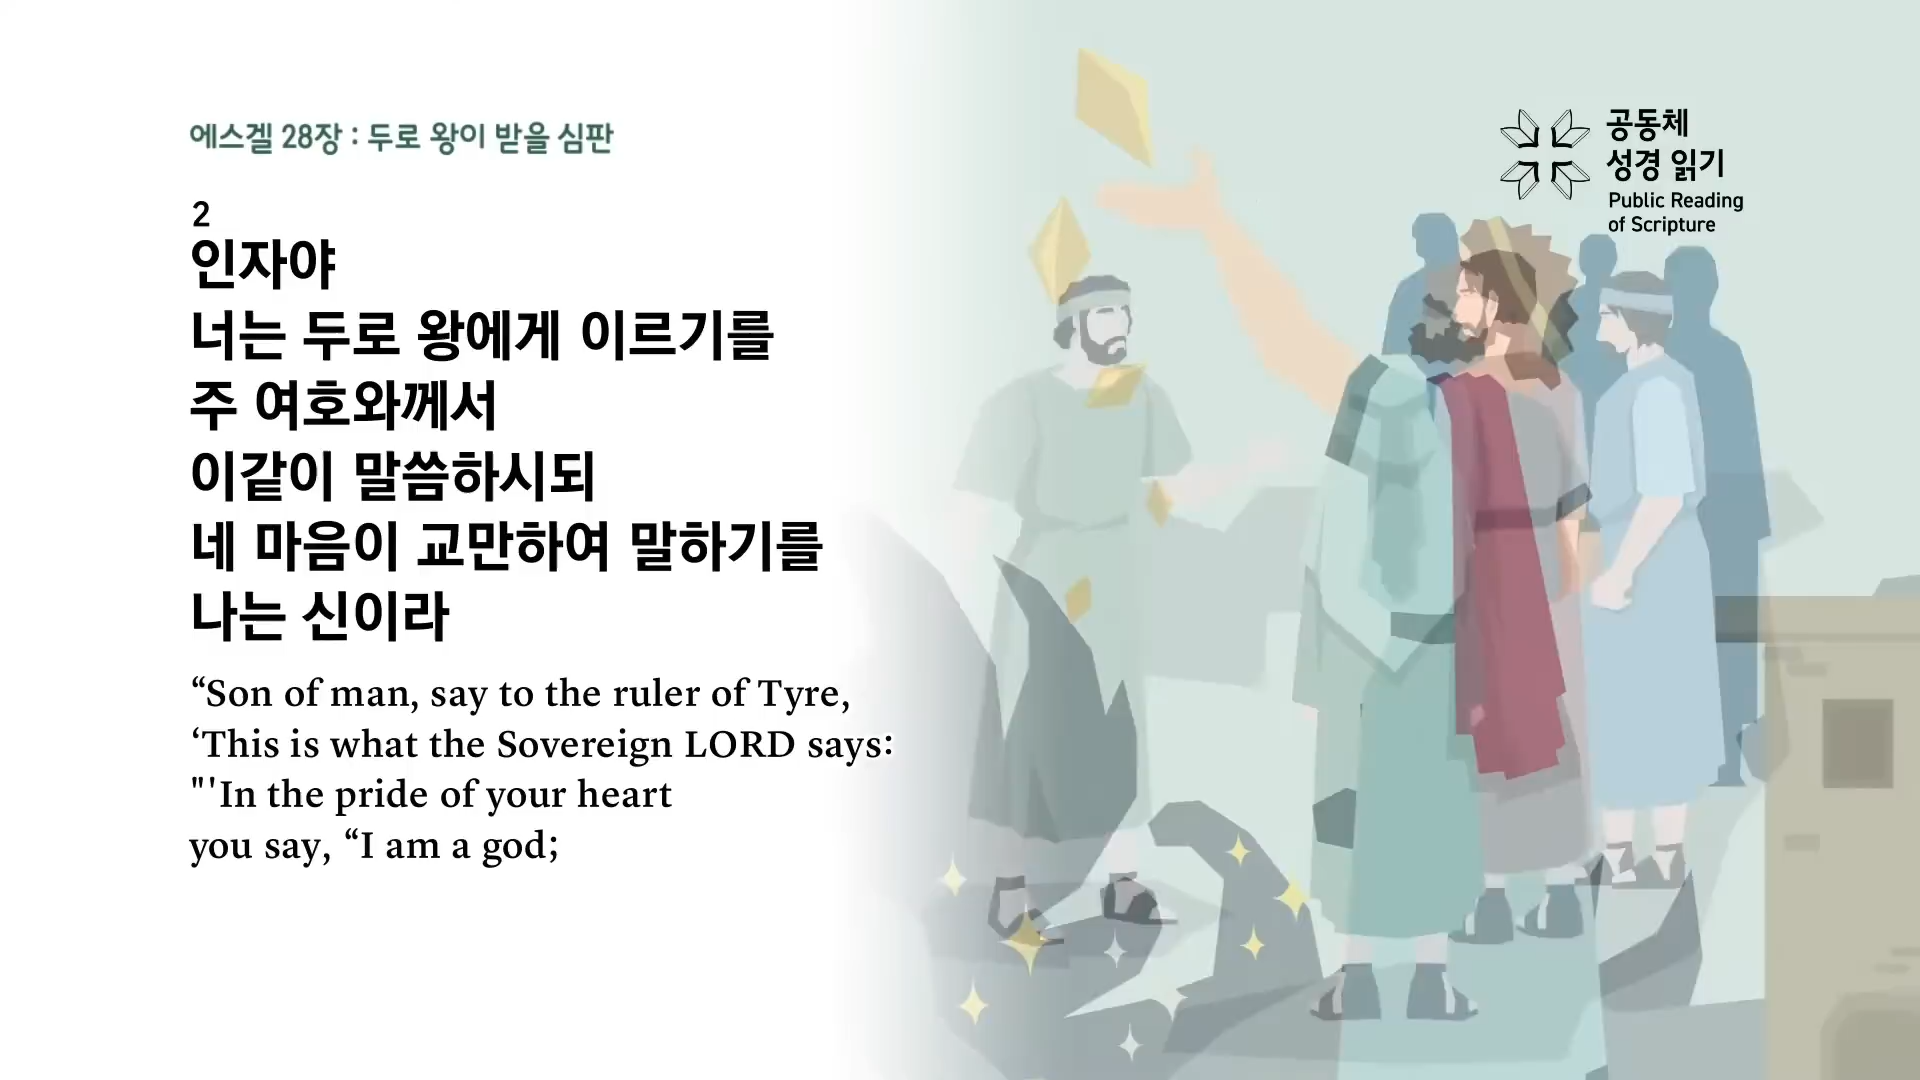 에스겔 28장 : 두로 왕이 받을 심판
2
인자야
너는 두로 왕에게 이르기를
주 여호와께서
이같이 말씀하시되
네 마음이 교만하여 말하기를
나는 신이라
“Son of man, say to the ruler of Tyre,
‘This is what the Sovereign LORD says:
"'In the pride of your heart
you say, “I am a god;
공동체
성경 읽기
Public Reading
of Scripture